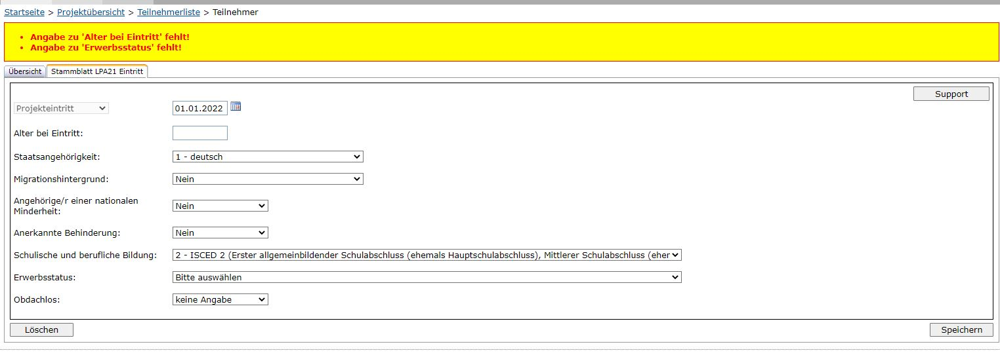 Startseite > Projektübersicht > Teilnehmerliste > Teilnehmer
• Angabe zu 'Alter bei Eintritt' fehlt!
• Angabe zu 'Erwerbsstatus' fehlt!
Übersicht Stammblatt LPA21 Eintritt
Support
Projekteintritt 01.01.2022
Alter bei Eintritt:
Staatsangehörigkeit: 1 - deutsch
Migrationshintergrund: Nein
Angehörige/r einer nationalen
Minderheit: Nein
Anerkannte Behinderung: Nein
Schulische und berufliche Bildung: 2 - ISCED 2 (Erster allgemeinbildender Schulabschluss (ehemals Hauptschulabschluss), Mittlerer Schulabschluss (eher
Erwerbsstatus: Bitte auswählen
Obdachlos: keine Angabe
Löschen Speichern